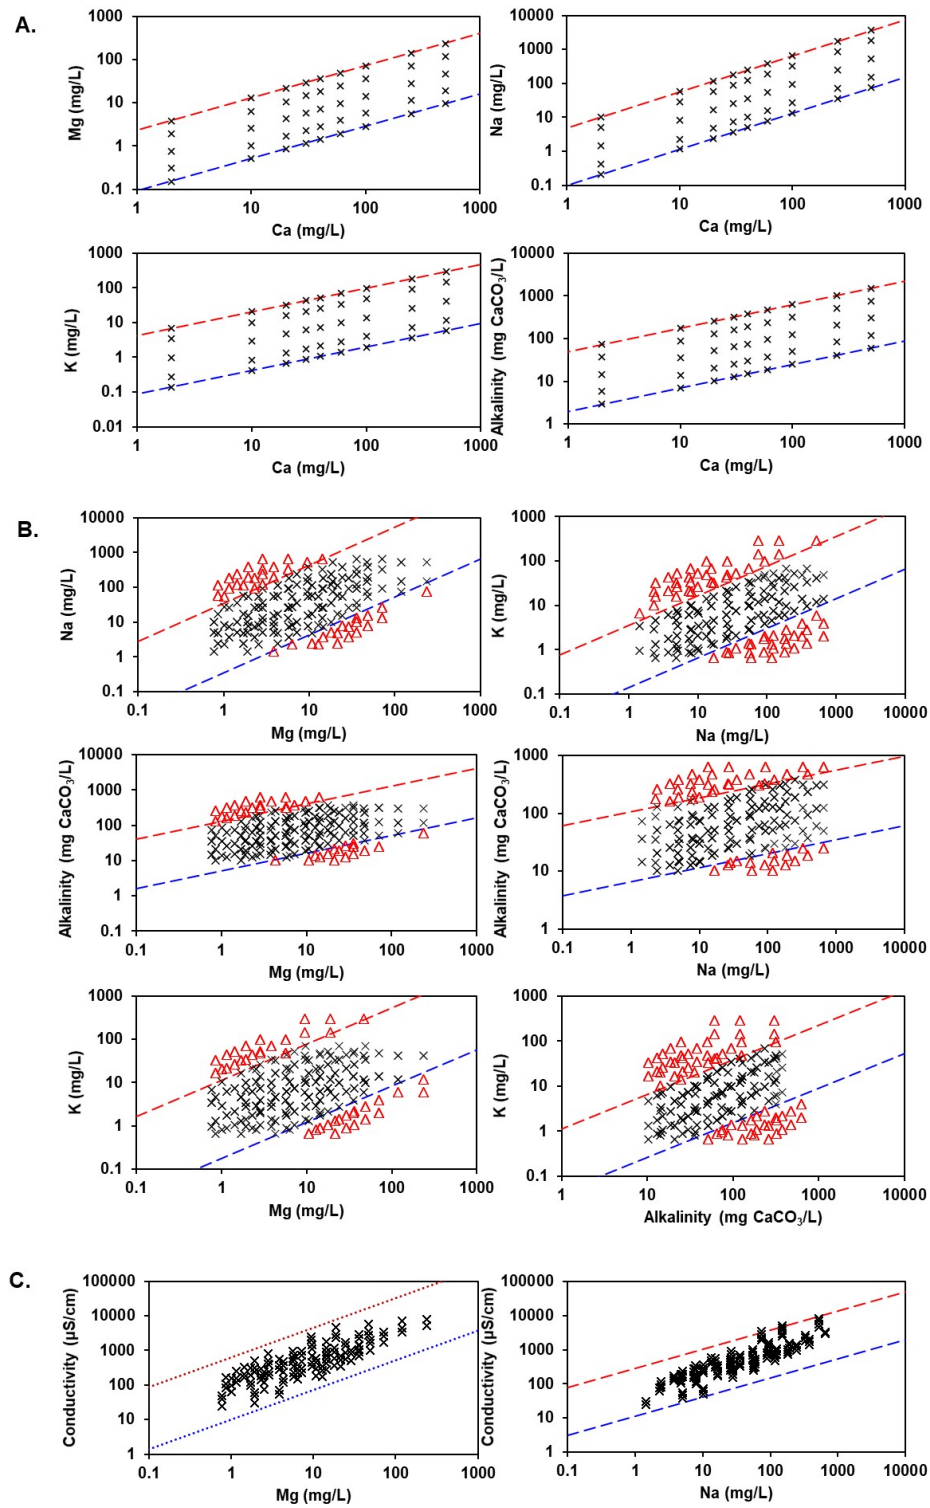 A.
Mg (mg/L)
1000
100
10
1
0.1
1 10 100 1000
Ca (mg/L)
Na (mg/L)
10000
1000
100
10
1
0.1
1 10 100 1000
Ca (mg/L)
K (mg/L)
1000
100
10
1
0.1
0.01
1 10 100 1000
Ca (mg/L)
Alkalinity (mg CaCO₃/L)
10000
1000
100
10
1
1 10 100 1000
Ca (mg/L)
B.
Na (mg/L)
10000
1000
100
10
1
0.1
0.1 1 10 100 1000
Mg (mg/L)
K (mg/L)
1000
100
10
1
0.1
0.1 1 10 100 1000 10000
Na (mg/L)
Alkalinity (mg CaCO₃/L)
10000
1000
100
10
1
0.1
0.1 1 10 100 1000
Mg (mg/L)
Alkalinity (mg CaCO₃/L)
1000
100
10
1
0.1 1 10 100 1000 10000
Na (mg/L)
K (mg/L)
1000
100
10
1
0.1
0.1 1 10 100 1000
Mg (mg/L)
K (mg/L)
1000
100
10
1
0.1
1 10 100 1000 10000
Alkalinity (mg CaCO₃/L)
C.
Conductivity (µS/cm)
100000
10000
1000
100
10
1
0.1 1 10 100 1000
Mg (mg/L)
Conductivity (µS/cm)
100000
10000
1000
100
10
1
0.1 1 10 100 1000 10000
Na (mg/L)